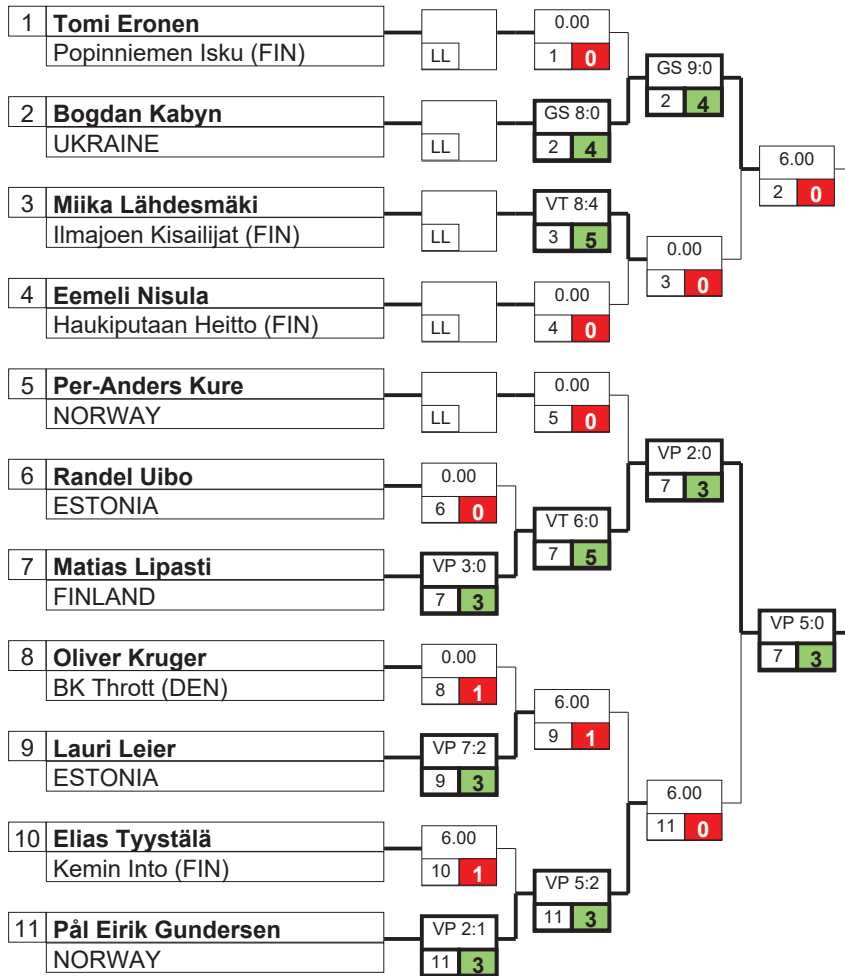 1 Tomi Eronen
Popinniemen Isku (FIN)
LL
0.00
1 0
GS 9:0
2 4
2 Bogdan Kabyn
UKRAINE
LL
GS 8:0
2 4
6.00
2 0
3 Miika Lähdesmäki
Ilmajoen Kisailijat (FIN)
LL
VT 8:4
3 5
0.00
3 0
4 Eemeli Nisula
Haukiputaan Heitto (FIN)
LL
0.00
4 0
5 Per-Anders Kure
NORWAY
LL
0.00
5 0
VP 2:0
7 3
6 Randel Uibo
ESTONIA
0.00
6 0
VT 6:0
7 5
7 Matias Lipasti
FINLAND
VP 3:0
7 3
VP 5:0
7 3
8 Oliver Kruger
BK Thrott (DEN)
0.00
8 1
6.00
9 1
9 Lauri Leier
ESTONIA
VP 7:2
9 3
6.00
11 0
10 Elias Tyystälä
Kemin Into (FIN)
6.00
10 1
VP 5:2
11 3
11 Pål Eirik Gundersen
NORWAY
VP 2:1
11 3